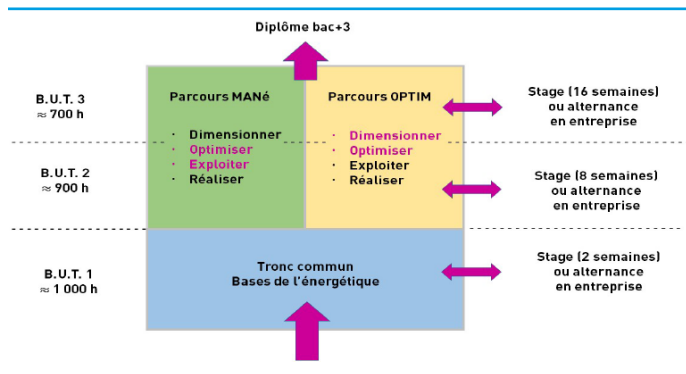 Diplôme bac+3
B.U.T. 3
≈ 700 h
Parcours MANé
· Dimensionner
· Optimiser
· Exploiter
· Réaliser
Parcours OPTIM
· Dimensionner
· Optimiser
· Exploiter
· Réaliser
Stage (16 semaines)
ou alternance
en entreprise
B.U.T. 2
≈ 900 h
Stage (8 semaines)
ou alternance
en entreprise
B.U.T. 1
≈ 1 000 h
Tronc commun
Bases de l'énergétique
Stage (2 semaines)
ou alternance
en entreprise